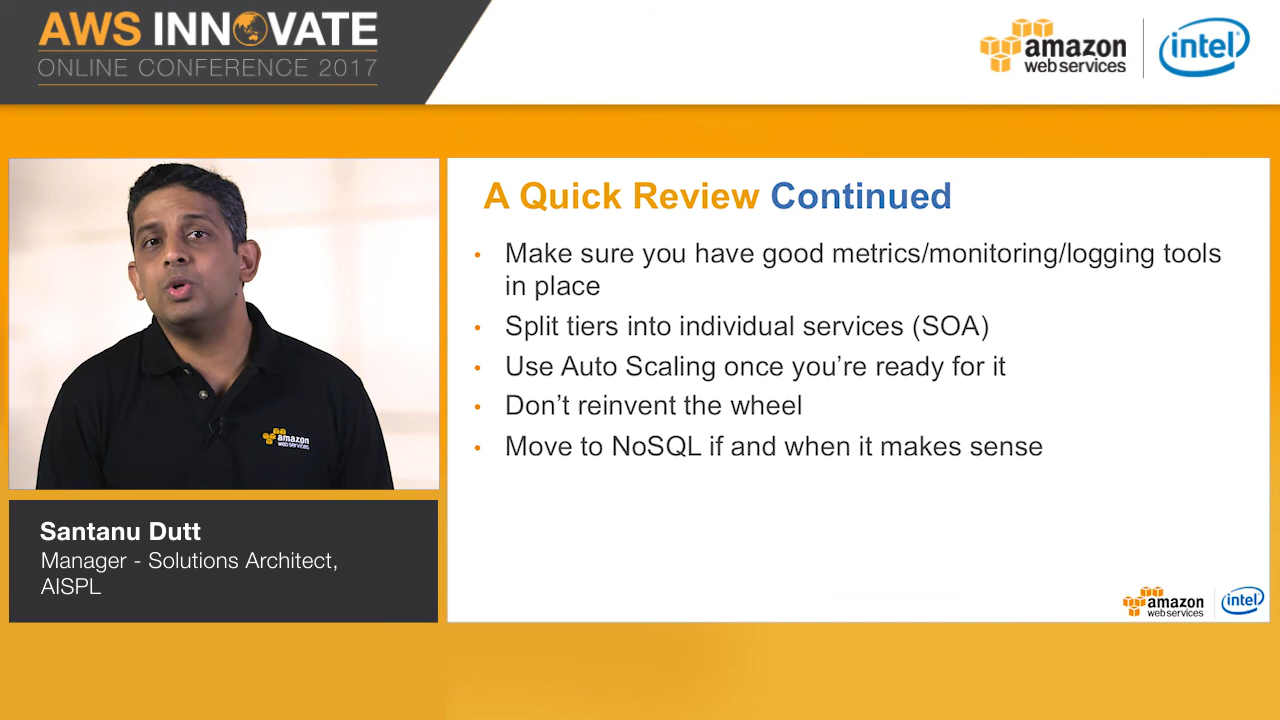 AWS INNOVATE
ONLINE CONFERENCE 2017
amazon
web services
intel
A Quick Review Continued
• Make sure you have good metrics/monitoring/logging tools
in place
• Split tiers into individual services (SOA)
• Use Auto Scaling once you’re ready for it
• Don’t reinvent the wheel
• Move to NoSQL if and when it makes sense
amazon
web services
Santanu Dutt
Manager - Solutions Architect,
AISPL
amazon
web services
intel